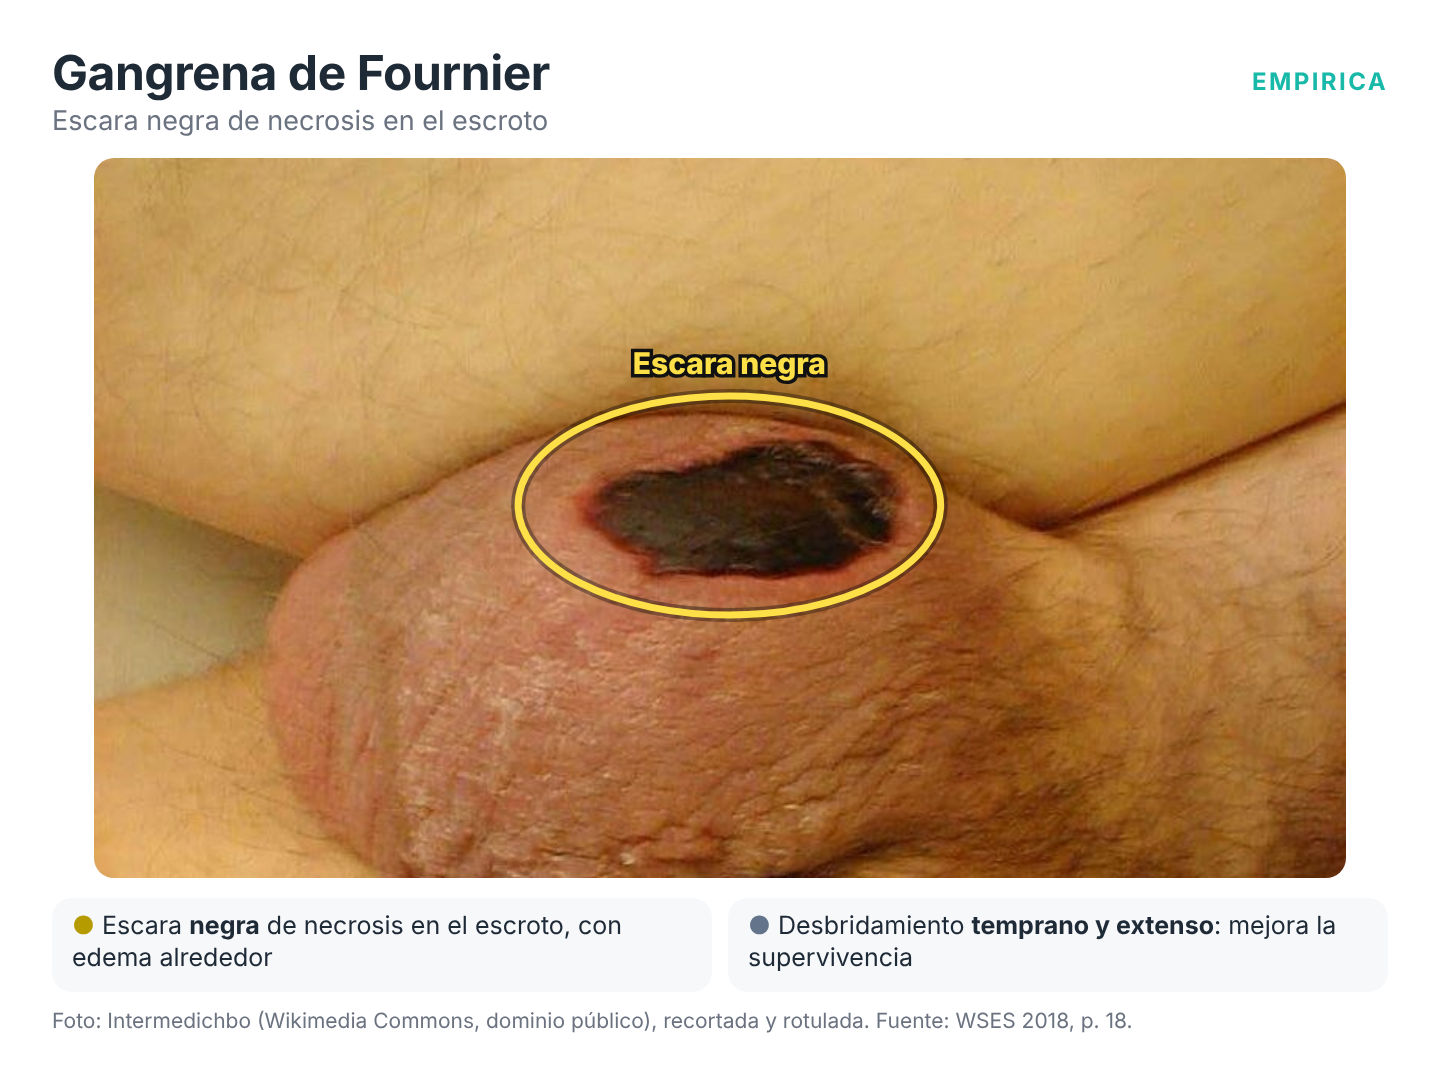 Gangrena de Fournier
EMPIRICA
Escara negra de necrosis en el escroto
Escara negra
Escara negra de necrosis en el escroto, con
edema alrededor
Desbridamiento temprano y extenso: mejora la
supervivencia
Foto: Intermedichbo (Wikimedia Commons, dominio público), recortada y rotulada. Fuente: WSES 2018, p. 18.